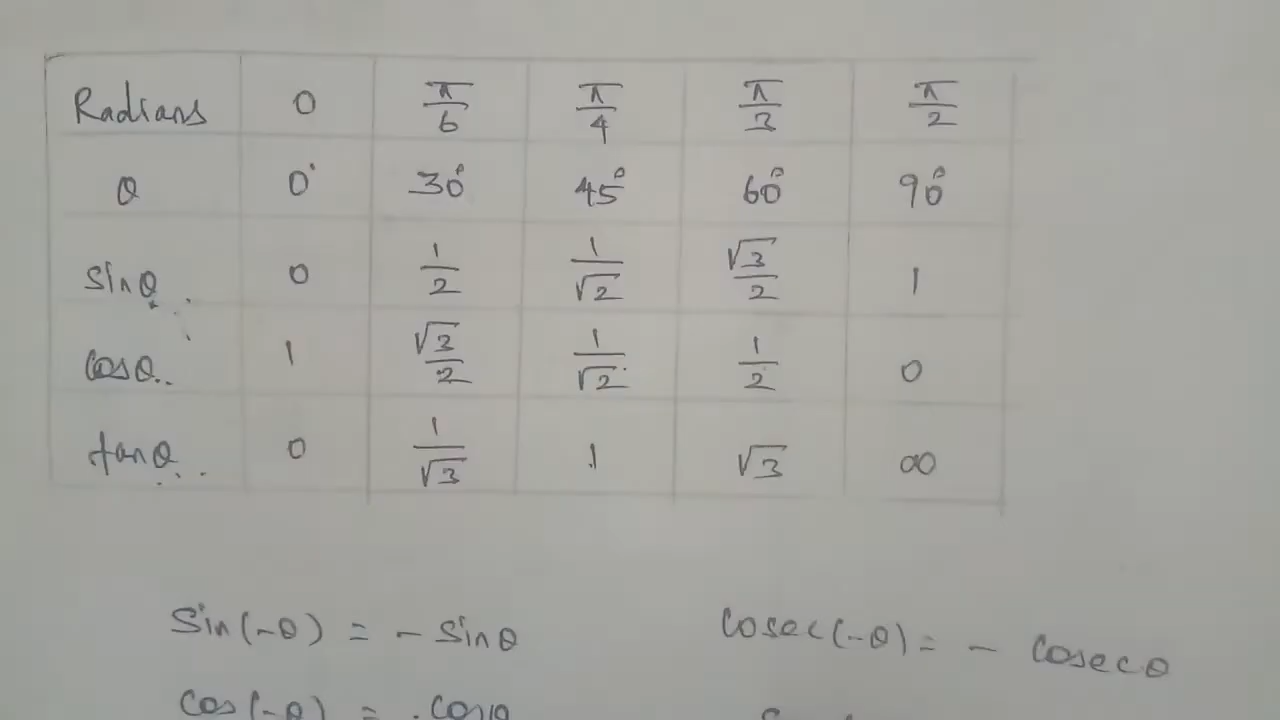 Radians 0 π/6 π/4 π/3 π/2
θ 0° 30° 45° 60° 90°
sinθ 0 1/2 1/√2 √3/2 1
cosθ 1 √3/2 1/√2 1/2 0
tanθ 0 1/√3 1 √3 ∞
Sin(-θ) = - sinθ cosec(-θ) = - cosecθ
cos(-θ) = cosθ